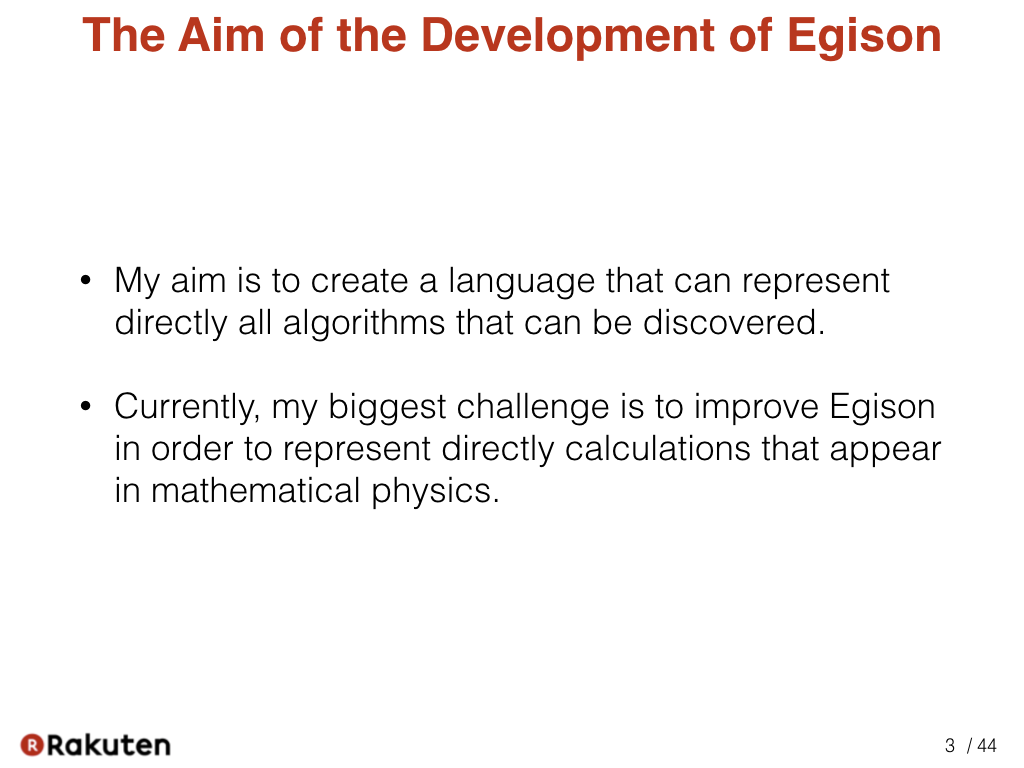 The Aim of the Development of Egison
• My aim is to create a language that can represent
directly all algorithms that can be discovered.
• Currently, my biggest challenge is to improve Egison
in order to represent directly calculations that appear
in mathematical physics.
R Rakuten
3 / 44